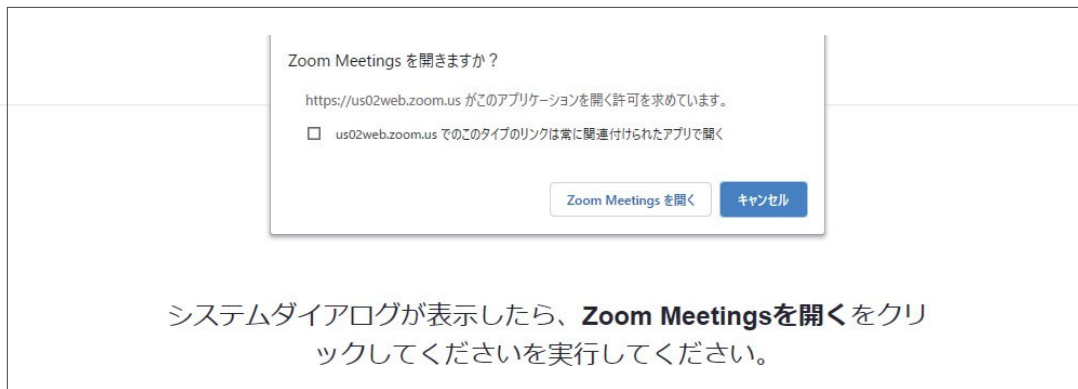 Zoom Meetings を開きますか？
https://us02web.zoom.us がこのアプリケーションを開く許可を求めています。
us02web.zoom.us でのこのタイプのリンクは常に関連付けられたアプリで開く
Zoom Meetings を開く キャンセル
システムダイアログが表示したら、Zoom Meetingsを開くをクリ
ックしてくださいを実行してください。